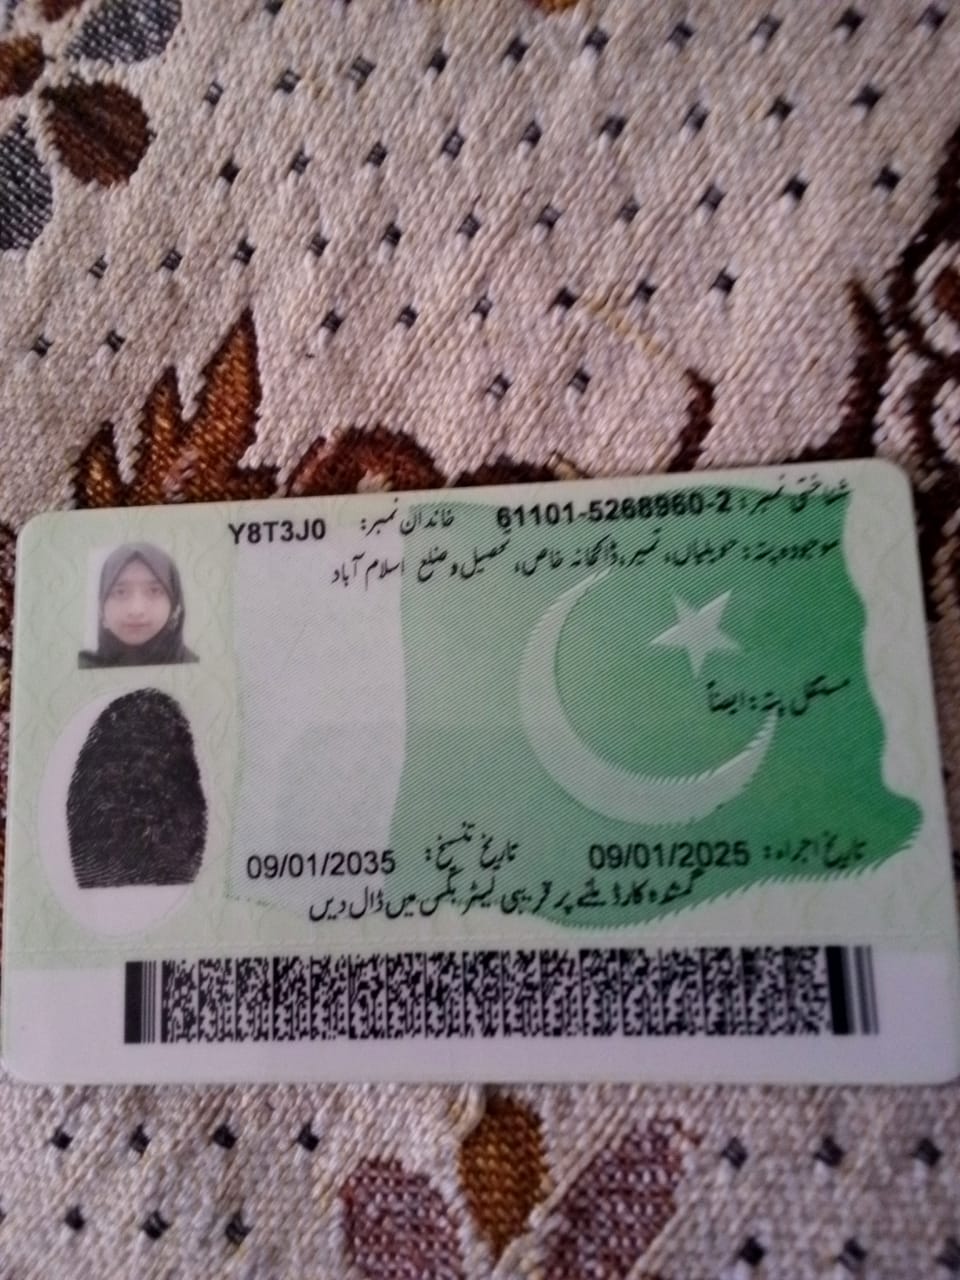 شناختی نمبر: 61101-5268960-2 خاندان نمبر: Y8T3J0
موجودہ پتہ: حویلیاں، نمبر، ڈاکخانہ خاص، تحصیل و ضلع اسلام آباد
مستقل پتہ: ایضاً
تاریخ اجراء: 09/01/2025 تاریخ تنسیخ: 09/01/2035
گمشدہ کارڈ ملنے پر قریبی لیٹر بکس میں ڈال دیں